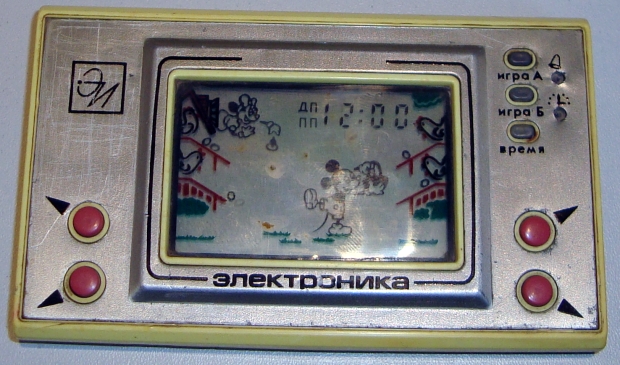 ЭИ
ДП 12:00
ПП
игра А
игра Б
время
электроника